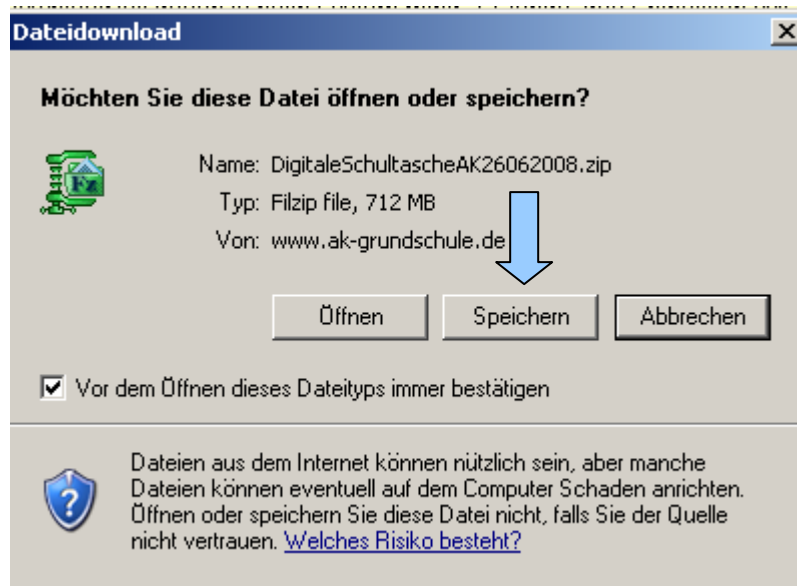 Dateidownload
Möchten Sie diese Datei öffnen oder speichern?
Fz
Name: DigitaleSchultascheAK26062008.zip
Typ: Filzip file, 712 MB
Von: www.ak-grundschule.de
Öffnen Speichern Abbrechen
Vor dem Öffnen dieses Dateityps immer bestätigen
Dateien aus dem Internet können nützlich sein, aber manche
Dateien können eventuell auf dem Computer Schaden anrichten.
Öffnen oder speichern Sie diese Datei nicht, falls Sie der Quelle
nicht vertrauen. Welches Risiko besteht?